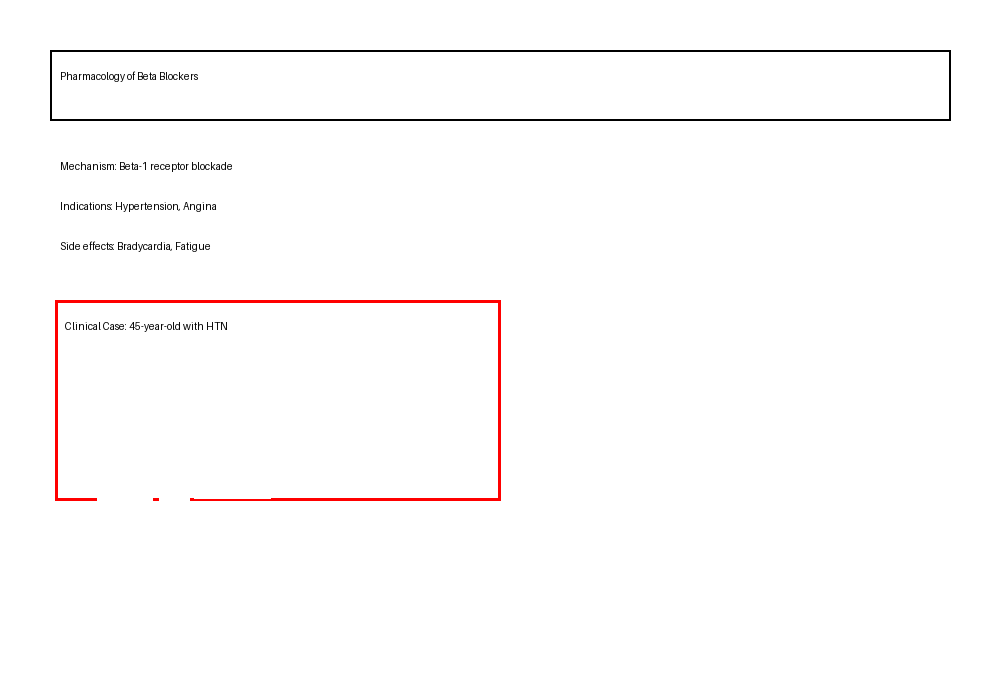 Pharmacology of Beta Blockers
Mechanism: Beta-1 receptor blockade
Indications: Hypertension, Angina
Side effects: Bradycardia, Fatigue
Clinical Case: 45-year-old with HTN